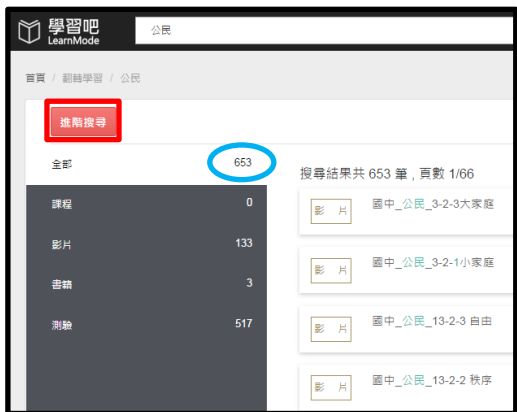 學習吧
LearnMode
公民
首頁 / 翻轉學習 / 公民
進階搜尋
全部 653
課程 0
影片 133
書籍 3
測驗 517
搜尋結果共 653 筆 , 頁數 1/66
影 片 國中_公民_3-2-3大家庭
影 片 國中_公民_3-2-1小家庭
影 片 國中_公民_13-2-3 自由
影 片 國中_公民_13-2-2 秩序